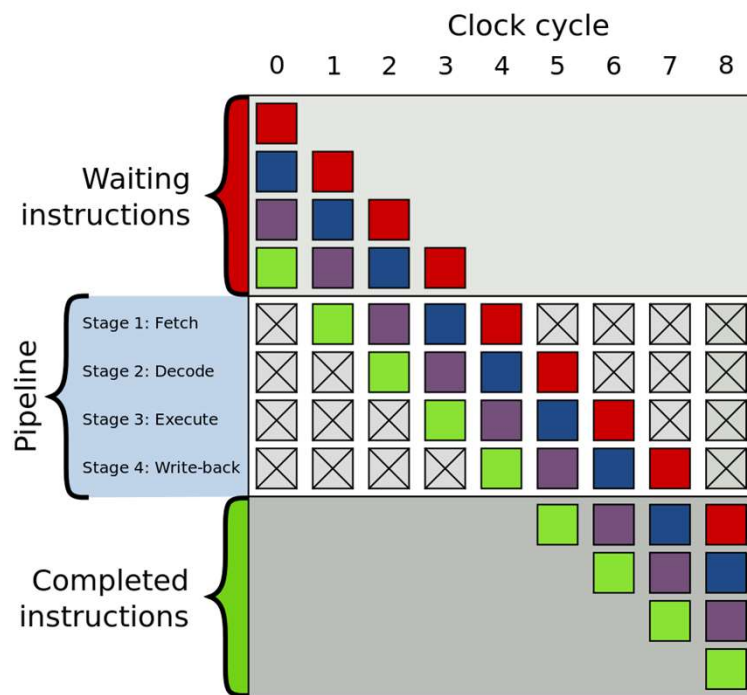 Clock cycle
0 1 2 3 4 5 6 7 8
Waiting
instructions
Pipeline
Stage 1: Fetch
Stage 2: Decode
Stage 3: Execute
Stage 4: Write-back
Completed
instructions